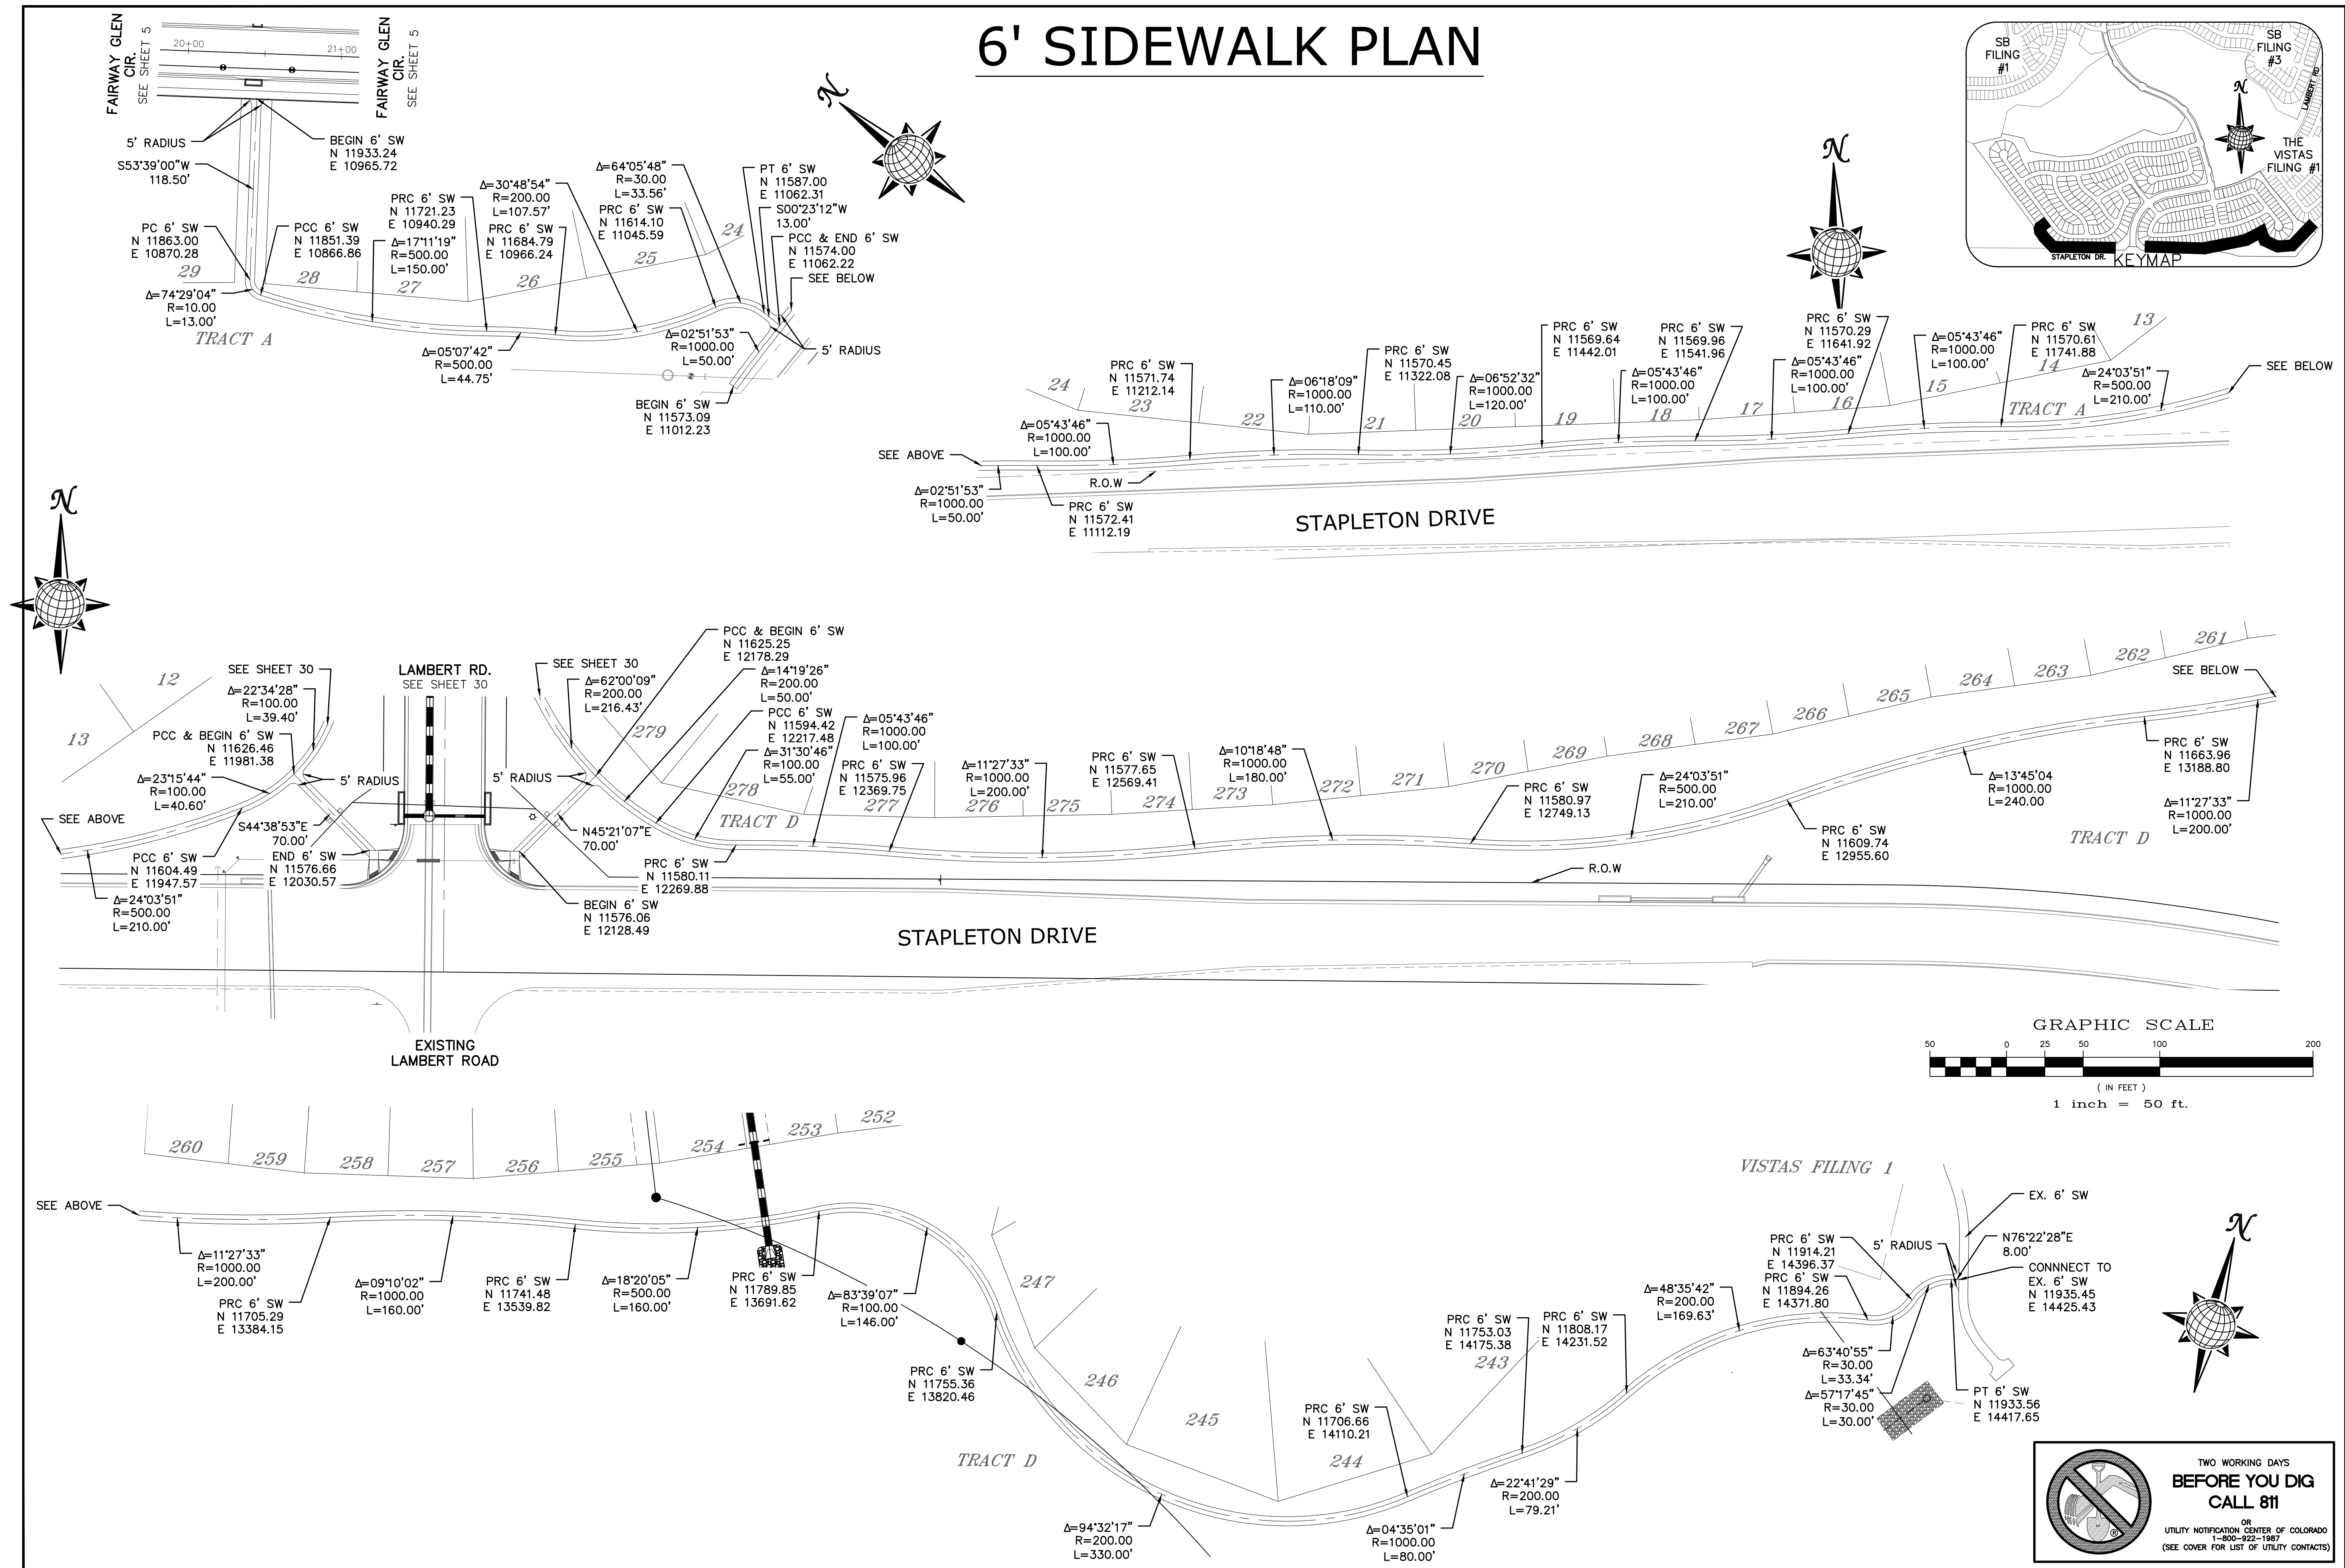 6' SIDEWALK PLAN
FAIRWAY GLEN
CIR.
SEE SHEET 5
20+00
21+00
FAIRWAY GLEN
CIR.
SEE SHEET 5
5' RADIUS
S53°39'00"W
118.50'
BEGIN 6' SW
N 11933.24
E 10965.72
PC 6' SW
N 11863.00
E 10870.28
PCC 6' SW
N 11851.39
E 10866.86
Δ=17°11'19"
R=500.00
L=150.00'
PRC 6' SW
N 11721.23
E 10940.29
Δ=30°48'54"
R=200.00
L=107.57'
PRC 6' SW
N 11684.79
E 10966.24
Δ=64°05'48"
R=30.00
L=33.56'
PRC 6' SW
N 11614.10
E 11045.59
PT 6' SW
N 11587.00
E 11062.31
S00°23'12"W
13.00'
PCC & END 6' SW
N 11574.00
E 11062.22
SEE BELOW
29
28
27
26
25
24
Δ=74°29'04"
R=10.00
L=13.00'
TRACT A
Δ=05°07'42"
R=500.00
L=44.75'
Δ=02°51'53"
R=1000.00
L=50.00'
5' RADIUS
BEGIN 6' SW
N 11573.09
E 11012.23
N
N
SB
FILING
#1
SB
FILING
#3
LAMBERT RD
N
THE
VISTAS
FILING #1
STAPLETON DR.
KEYMAP
24
23
22
21
20
19
18
17
16
15
14
13
PRC 6' SW
N 11571.74
E 11212.14
Δ=06°18'09"
R=1000.00
L=110.00'
PRC 6' SW
N 11570.45
E 11322.08
Δ=06°52'32"
R=1000.00
L=120.00'
PRC 6' SW
N 11569.64
E 11442.01
Δ=05°43'46"
R=1000.00
L=100.00'
PRC 6' SW
N 11569.96
E 11541.96
Δ=05°43'46"
R=1000.00
L=100.00'
PRC 6' SW
N 11570.29
E 11641.92
Δ=05°43'46"
R=1000.00
L=100.00'
PRC 6' SW
N 11570.61
E 11741.88
Δ=24°03'51"
R=500.00
L=210.00'
TRACT A
SEE BELOW
Δ=05°43'46"
R=1000.00
L=100.00'
SEE ABOVE
Δ=02°51'53"
R=1000.00
L=50.00'
PRC 6' SW
N 11572.41
E 11112.19
R.O.W
STAPLETON DRIVE
N
12
13
SEE SHEET 30
Δ=22°34'28"
R=100.00
L=39.40'
PCC & BEGIN 6' SW
N 11626.46
E 11981.38
Δ=23°15'44"
R=100.00
L=40.60'
SEE ABOVE
5' RADIUS
S44°38'53"E
70.00'
END 6' SW
N 11576.66
E 12030.57
PCC 6' SW
N 11604.49
E 11947.57
Δ=24°03'51"
R=500.00
L=210.00'
LAMBERT RD.
SEE SHEET 30
SEE SHEET 30
Δ=62°00'09"
R=200.00
L=216.43'
5' RADIUS
PCC & BEGIN 6' SW
N 11625.25
E 12178.29
Δ=14°19'26"
R=200.00
L=50.00'
PCC 6' SW
N 11594.42
E 12217.48
Δ=31°30'46"
R=100.00
L=55.00'
N45°21'07"E
70.00'
PRC 6' SW
N 11580.11
E 12269.88
BEGIN 6' SW
N 11576.06
E 12128.49
Δ=05°43'46"
R=1000.00
L=100.00'
PRC 6' SW
N 11575.96
E 12369.75
Δ=11°27'33"
R=1000.00
L=200.00'
PRC 6' SW
N 11577.65
E 12569.41
Δ=10°18'48"
R=1000.00
L=180.00'
PRC 6' SW
N 11580.97
E 12749.13
Δ=24°03'51"
R=500.00
L=210.00'
PRC 6' SW
N 11609.74
E 12955.60
Δ=13°45'04
R=1000.00
L=240.00
PRC 6' SW
N 11663.96
E 13188.80
Δ=11°27'33"
R=1000.00
L=200.00'
SEE BELOW
279
278
277
276
275
274
273
272
271
270
269
268
267
266
265
264
263
262
261
TRACT D
TRACT D
R.O.W
STAPLETON DRIVE
EXISTING
LAMBERT ROAD
GRAPHIC SCALE
50
0
25
50
100
200
( IN FEET )
1 inch = 50 ft.
260
259
258
257
256
255
254
253
252
SEE ABOVE
Δ=11°27'33"
R=1000.00
L=200.00'
PRC 6' SW
N 11705.29
E 13384.15
Δ=09°10'02"
R=1000.00
L=160.00'
PRC 6' SW
N 11741.48
E 13539.82
Δ=18°20'05"
R=500.00
L=160.00'
PRC 6' SW
N 11789.85
E 13691.62
Δ=83°39'07"
R=100.00
L=146.00'
PRC 6' SW
N 11755.36
E 13820.46
TRACT D
247
246
245
244
243
Δ=94°32'17"
R=200.00
L=330.00'
PRC 6' SW
N 11706.66
E 14110.21
Δ=04°35'01"
R=1000.00
L=80.00'
PRC 6' SW
N 11753.03
E 14175.38
Δ=22°41'29"
R=200.00
L=79.21'
PRC 6' SW
N 11808.17
E 14231.52
Δ=48°35'42"
R=200.00
L=169.63'
VISTAS FILING 1
PRC 6' SW
N 11914.21
E 14396.37
PRC 6' SW
N 11894.26
E 14371.80
Δ=63°40'55"
R=30.00
L=33.34'
Δ=57°17'45"
R=30.00
L=30.00'
5' RADIUS
EX. 6' SW
N76°22'28"E
8.00'
CONNNECT TO
EX. 6' SW
N 11935.45
E 14425.43
PT 6' SW
N 11933.56
E 14417.65
N
TWO WORKING DAYS
BEFORE YOU DIG
CALL 811
OR
UTILITY NOTIFICATION CENTER OF COLORADO
1-800-922-1987
(SEE COVER FOR LIST OF UTILITY CONTACTS)
®